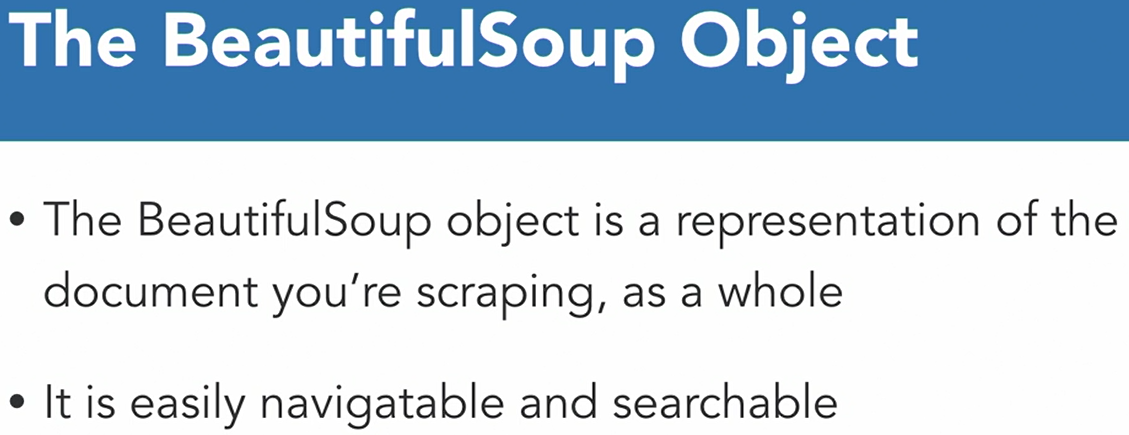 The BeautifulSoup Object
• The BeautifulSoup object is a representation of the
document you’re scraping, as a whole
• It is easily navigatable and searchable